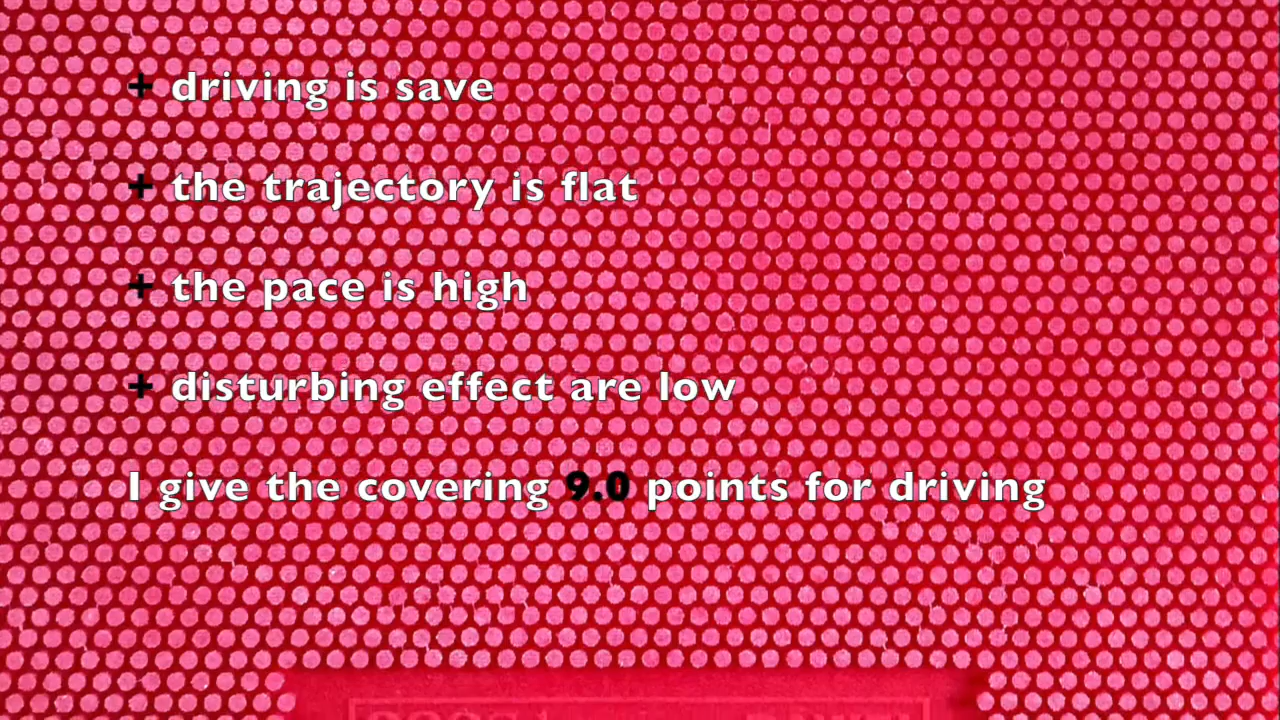 + driving is save
+ the trajectory is flat
+ the pace is high
+ disturbing effect are low
I give the covering 9.0 points for driving